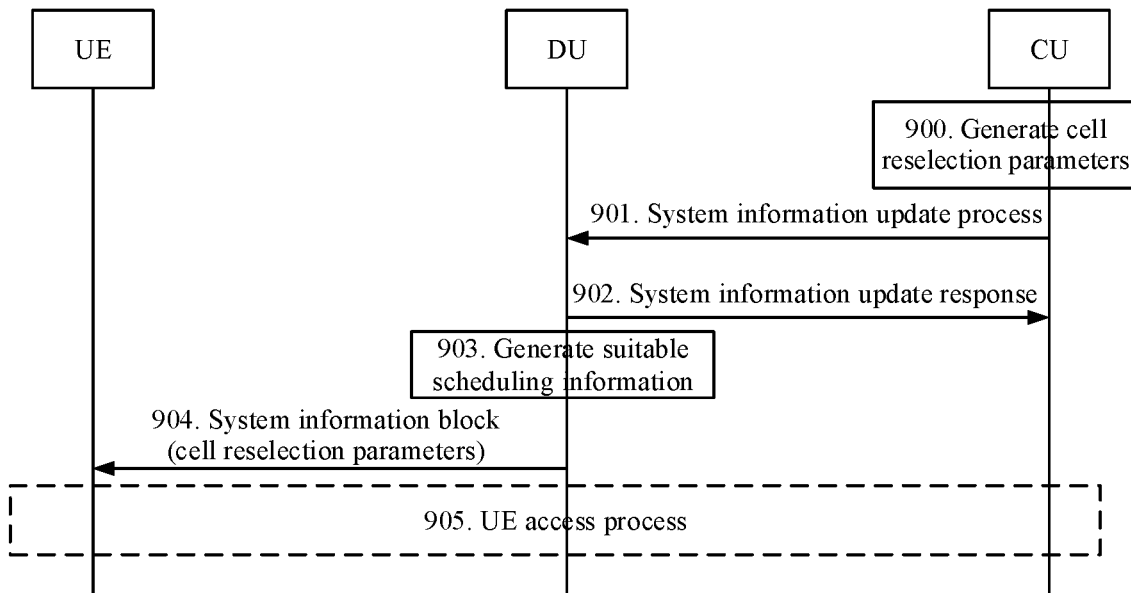 UE
DU
CU
900. Generate cell
reselection parameters
901. System information update process
902. System information update response
903. Generate suitable
scheduling information
904. System information block
(cell reselection parameters)
905. UE access process